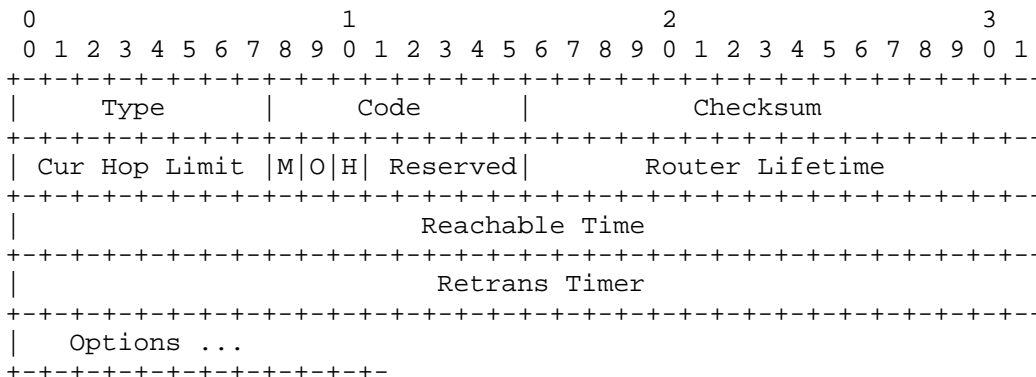 0                   1                   2                   3
 0 1 2 3 4 5 6 7 8 9 0 1 2 3 4 5 6 7 8 9 0 1 2 3 4 5 6 7 8 9 0 1
+-+-+-+-+-+-+-+-+-+-+-+-+-+-+-+-+-+-+-+-+-+-+-+-+-+-+-+-+-+-+-+--
|     Type      |     Code      |          Checksum
+-+-+-+-+-+-+-+-+-+-+-+-+-+-+-+-+-+-+-+-+-+-+-+-+-+-+-+-+-+-+-+--
| Cur Hop Limit |M|O|H| Reserved|       Router Lifetime
+-+-+-+-+-+-+-+-+-+-+-+-+-+-+-+-+-+-+-+-+-+-+-+-+-+-+-+-+-+-+-+--
|                         Reachable Time
+-+-+-+-+-+-+-+-+-+-+-+-+-+-+-+-+-+-+-+-+-+-+-+-+-+-+-+-+-+-+-+--
|                          Retrans Timer
+-+-+-+-+-+-+-+-+-+-+-+-+-+-+-+-+-+-+-+-+-+-+-+-+-+-+-+-+-+-+-+--
|   Options ...
+-+-+-+-+-+-+-+-+-+-+-+-